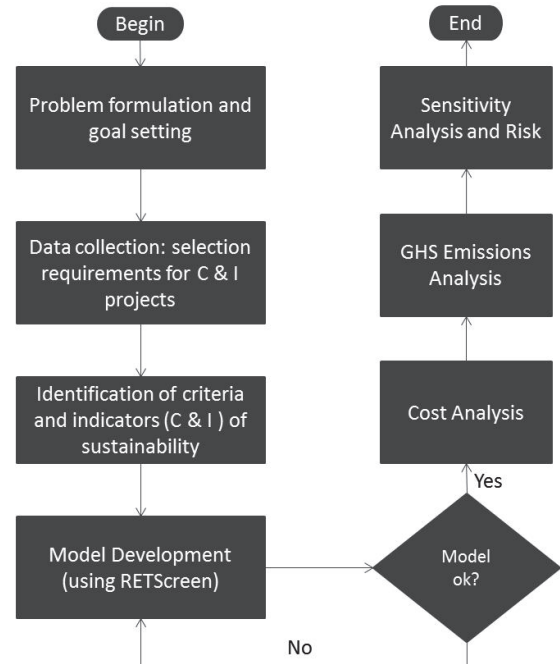 Begin
Problem formulation and
goal setting
Data collection: selection
requirements for C & I
projects
Identification of criteria
and indicators (C & I ) of
sustainability
Model Development
(using RETScreen)
No
Model
ok?
Yes
Cost Analysis
GHS Emissions
Analysis
Sensitivity
Analysis and Risk
End